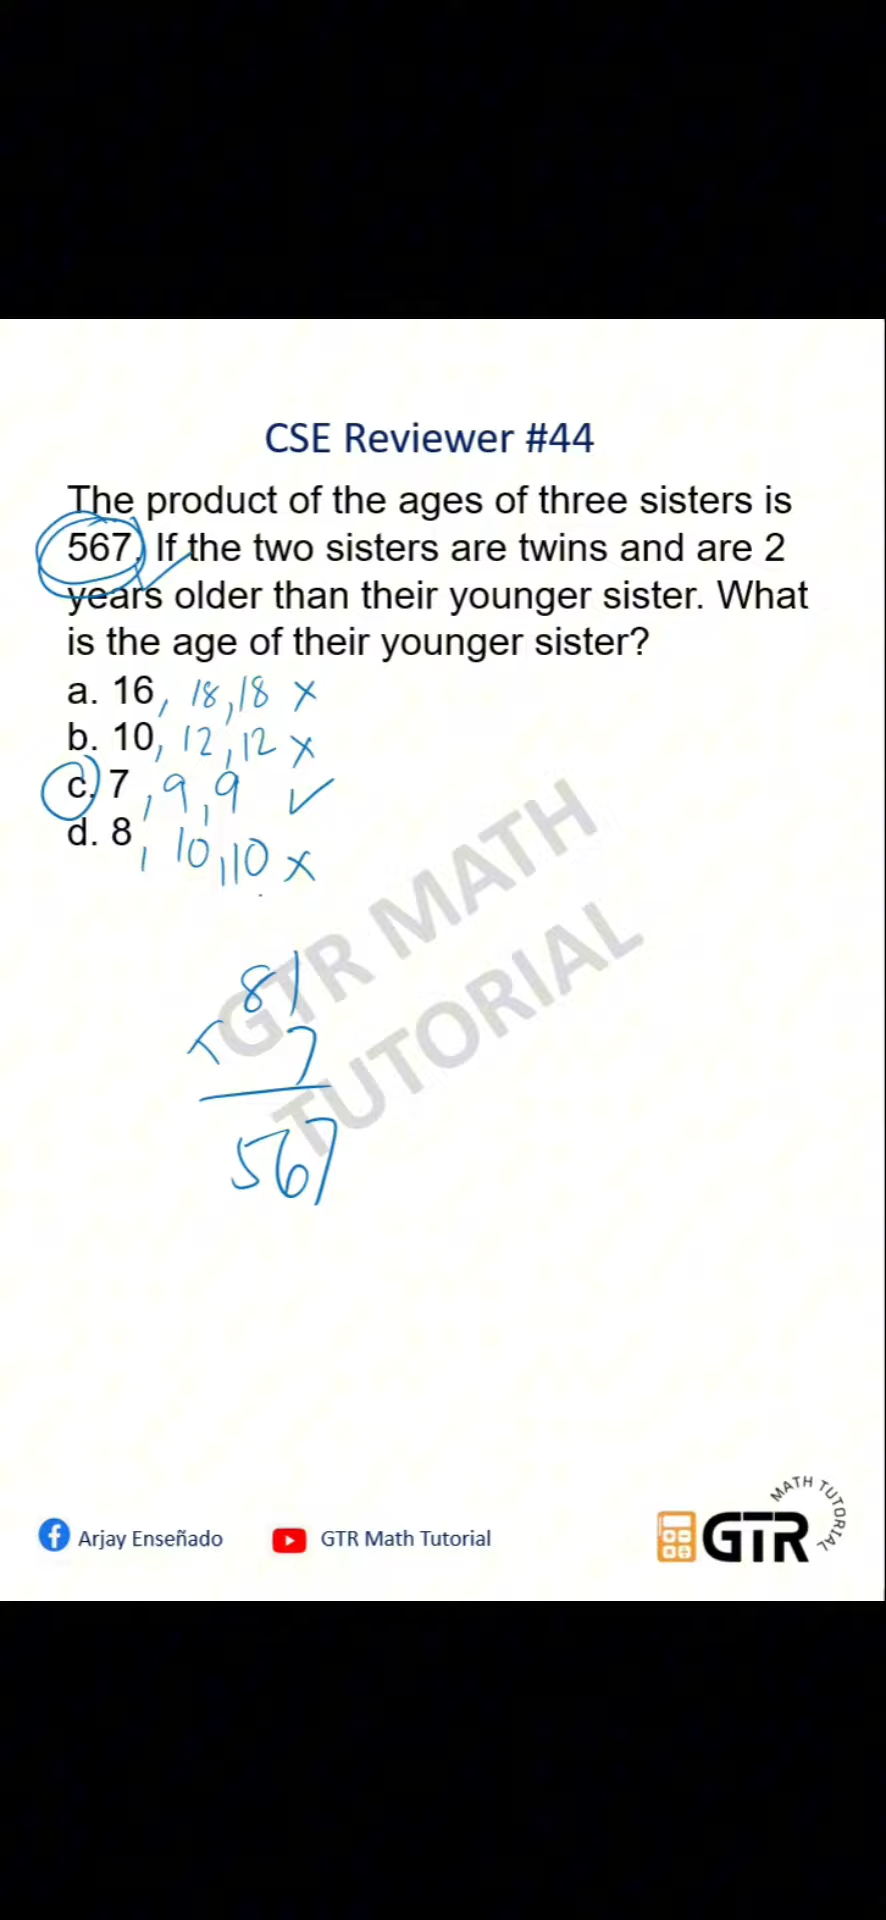 CSE Reviewer #44
The product of the ages of three sisters is
567. If the two sisters are twins and are 2
years older than their younger sister. What
is the age of their younger sister?
a. 16, 18, 18 x
b. 10, 12, 12 x
c. 7, 9, 9 ✓
d. 8, 10, 10 x
GTR MATH
TUTORIAL
81
x 7
567
Arjay Enseñado
GTR Math Tutorial
GTR MATH TUTORIAL